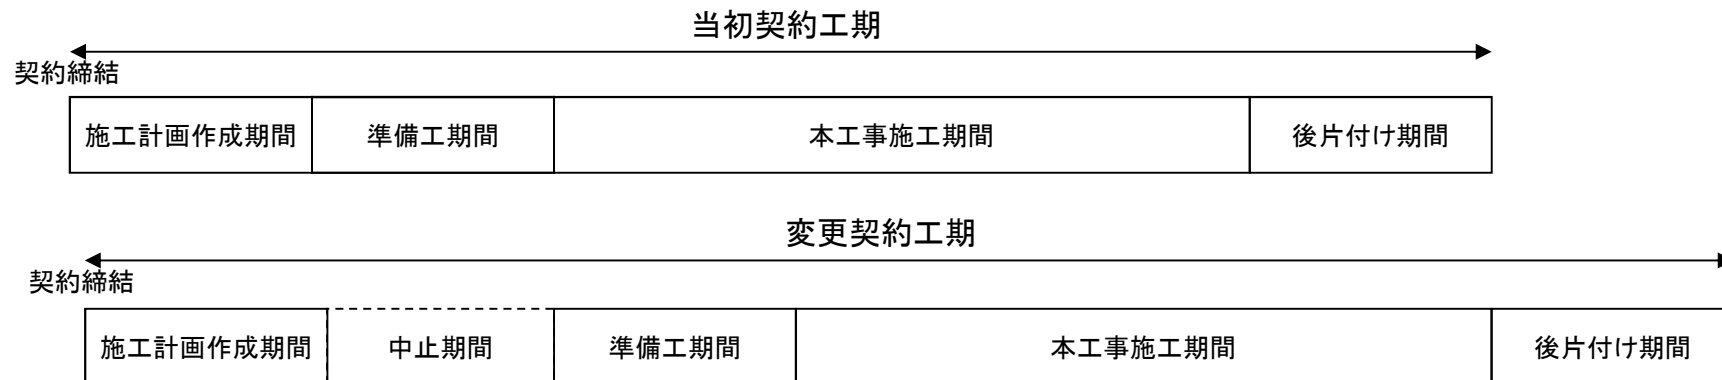 当初契約工期
契約締結
施工計画作成期間 準備工期間 本工事施工期間 後片付け期間
変更契約工期
契約締結
施工計画作成期間 中止期間 準備工期間 本工事施工期間 後片付け期間